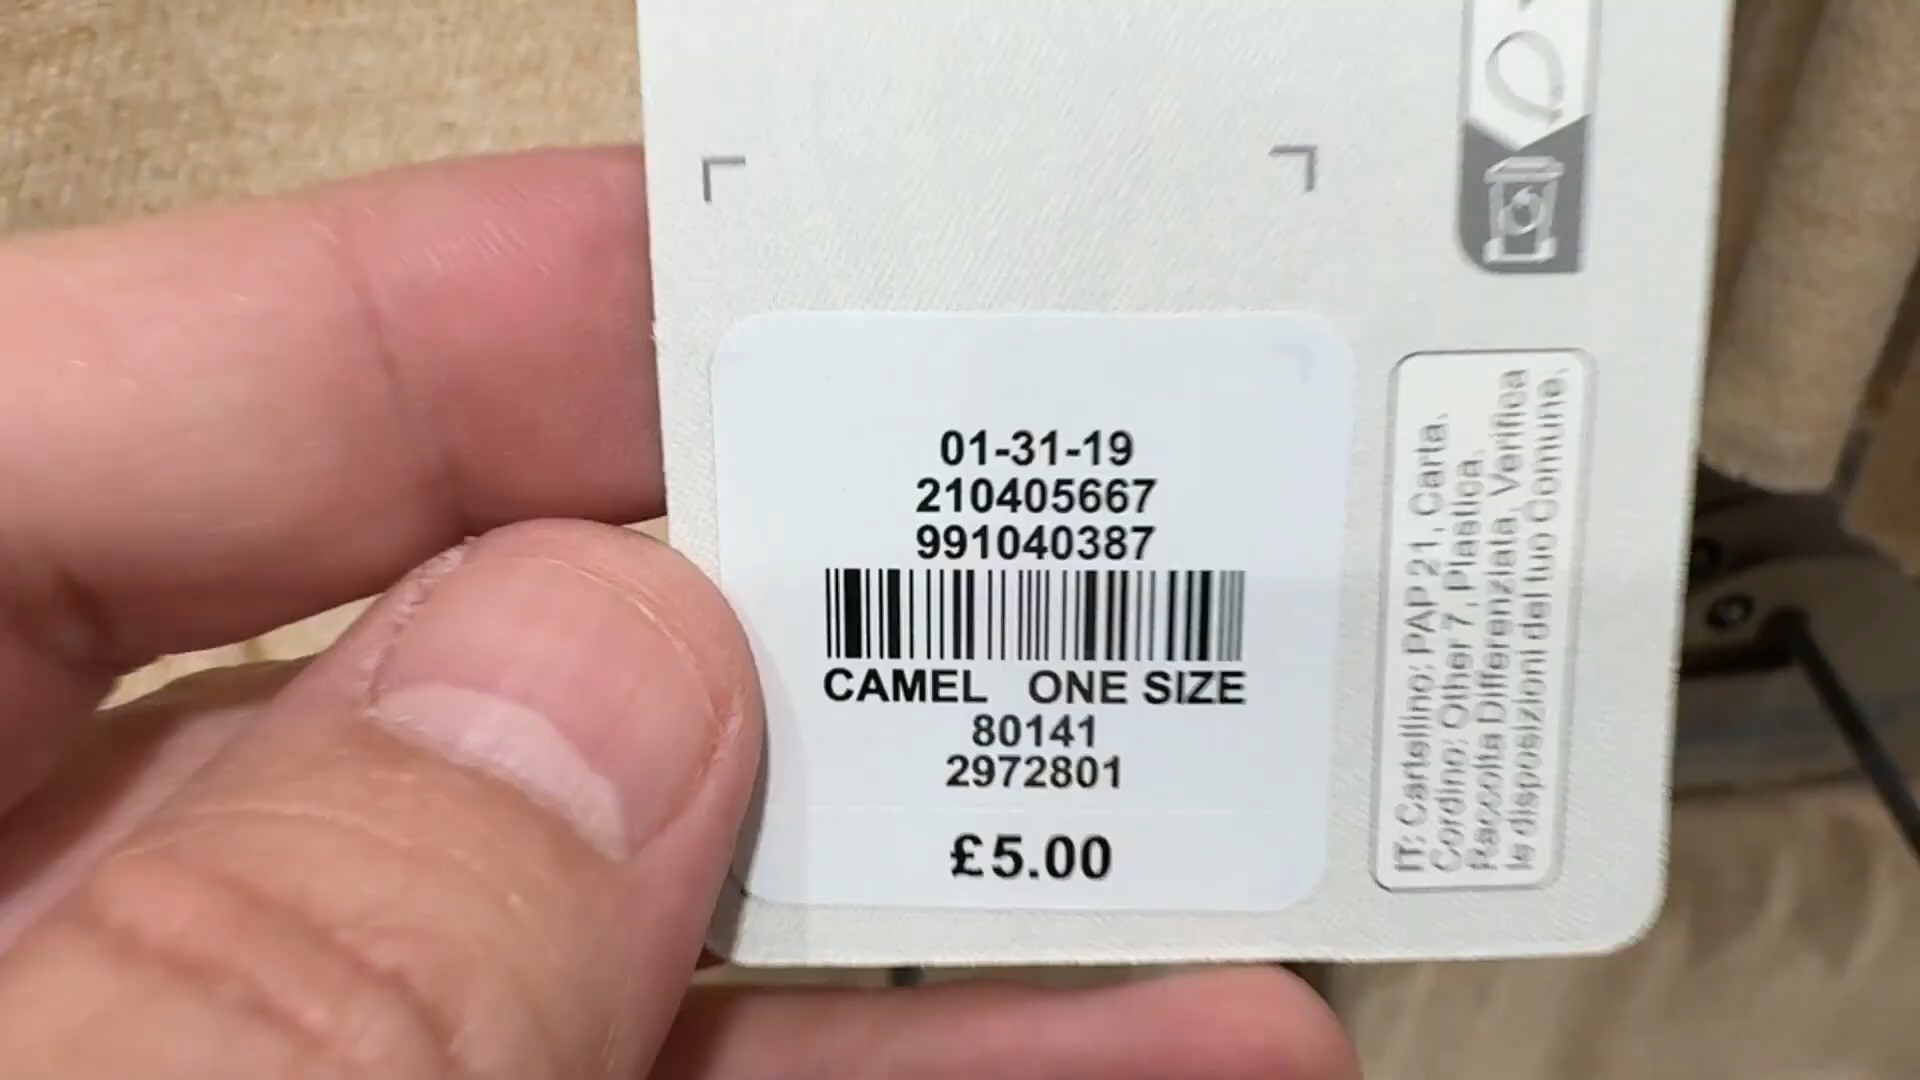 01-31-19
210405667
991040387
CAMEL ONE SIZE
80141
2972801
£5.00
IT: Cartellino: PAP 21, Carta.
Cordino: Other 7, Plastica.
Raccolta Differenziata. Verifica
le disposizioni del tuo Comune.